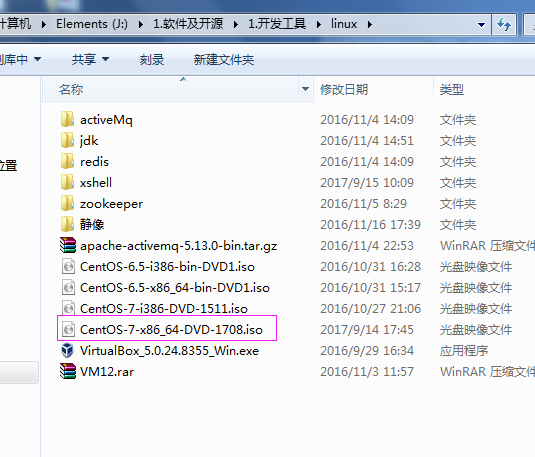 计算机 ▸ Elements (J:) ▸ 1.软件及开源 ▸ 1.开发工具 ▸ linux ▸
库中 共享 刻录 新建文件夹
名称 修改日期 类型
activeMq 2016/11/4 14:09 文件夹
jdk 2016/11/4 14:51 文件夹
redis 2016/11/4 14:09 文件夹
位置
xshell 2017/9/15 10:09 文件夹
zookeeper 2016/11/5 8:29 文件夹
静像 2016/11/16 17:39 文件夹
apache-activemq-5.13.0-bin.tar.gz 2016/11/4 22:53 WinRAR 压缩文件
CentOS-6.5-i386-bin-DVD1.iso 2016/10/31 16:28 光盘映像文件
CentOS-6.5-x86_64-bin-DVD1.iso 2016/10/31 15:17 光盘映像文件
CentOS-7-i386-DVD-1511.iso 2016/10/27 21:06 光盘映像文件
CentOS-7-x86_64-DVD-1708.iso 2017/9/14 17:45 光盘映像文件
VirtualBox_5.0.24.8355_Win.exe 2016/9/29 16:34 应用程序
VM12.rar 2016/11/3 11:57 WinRAR 压缩文件